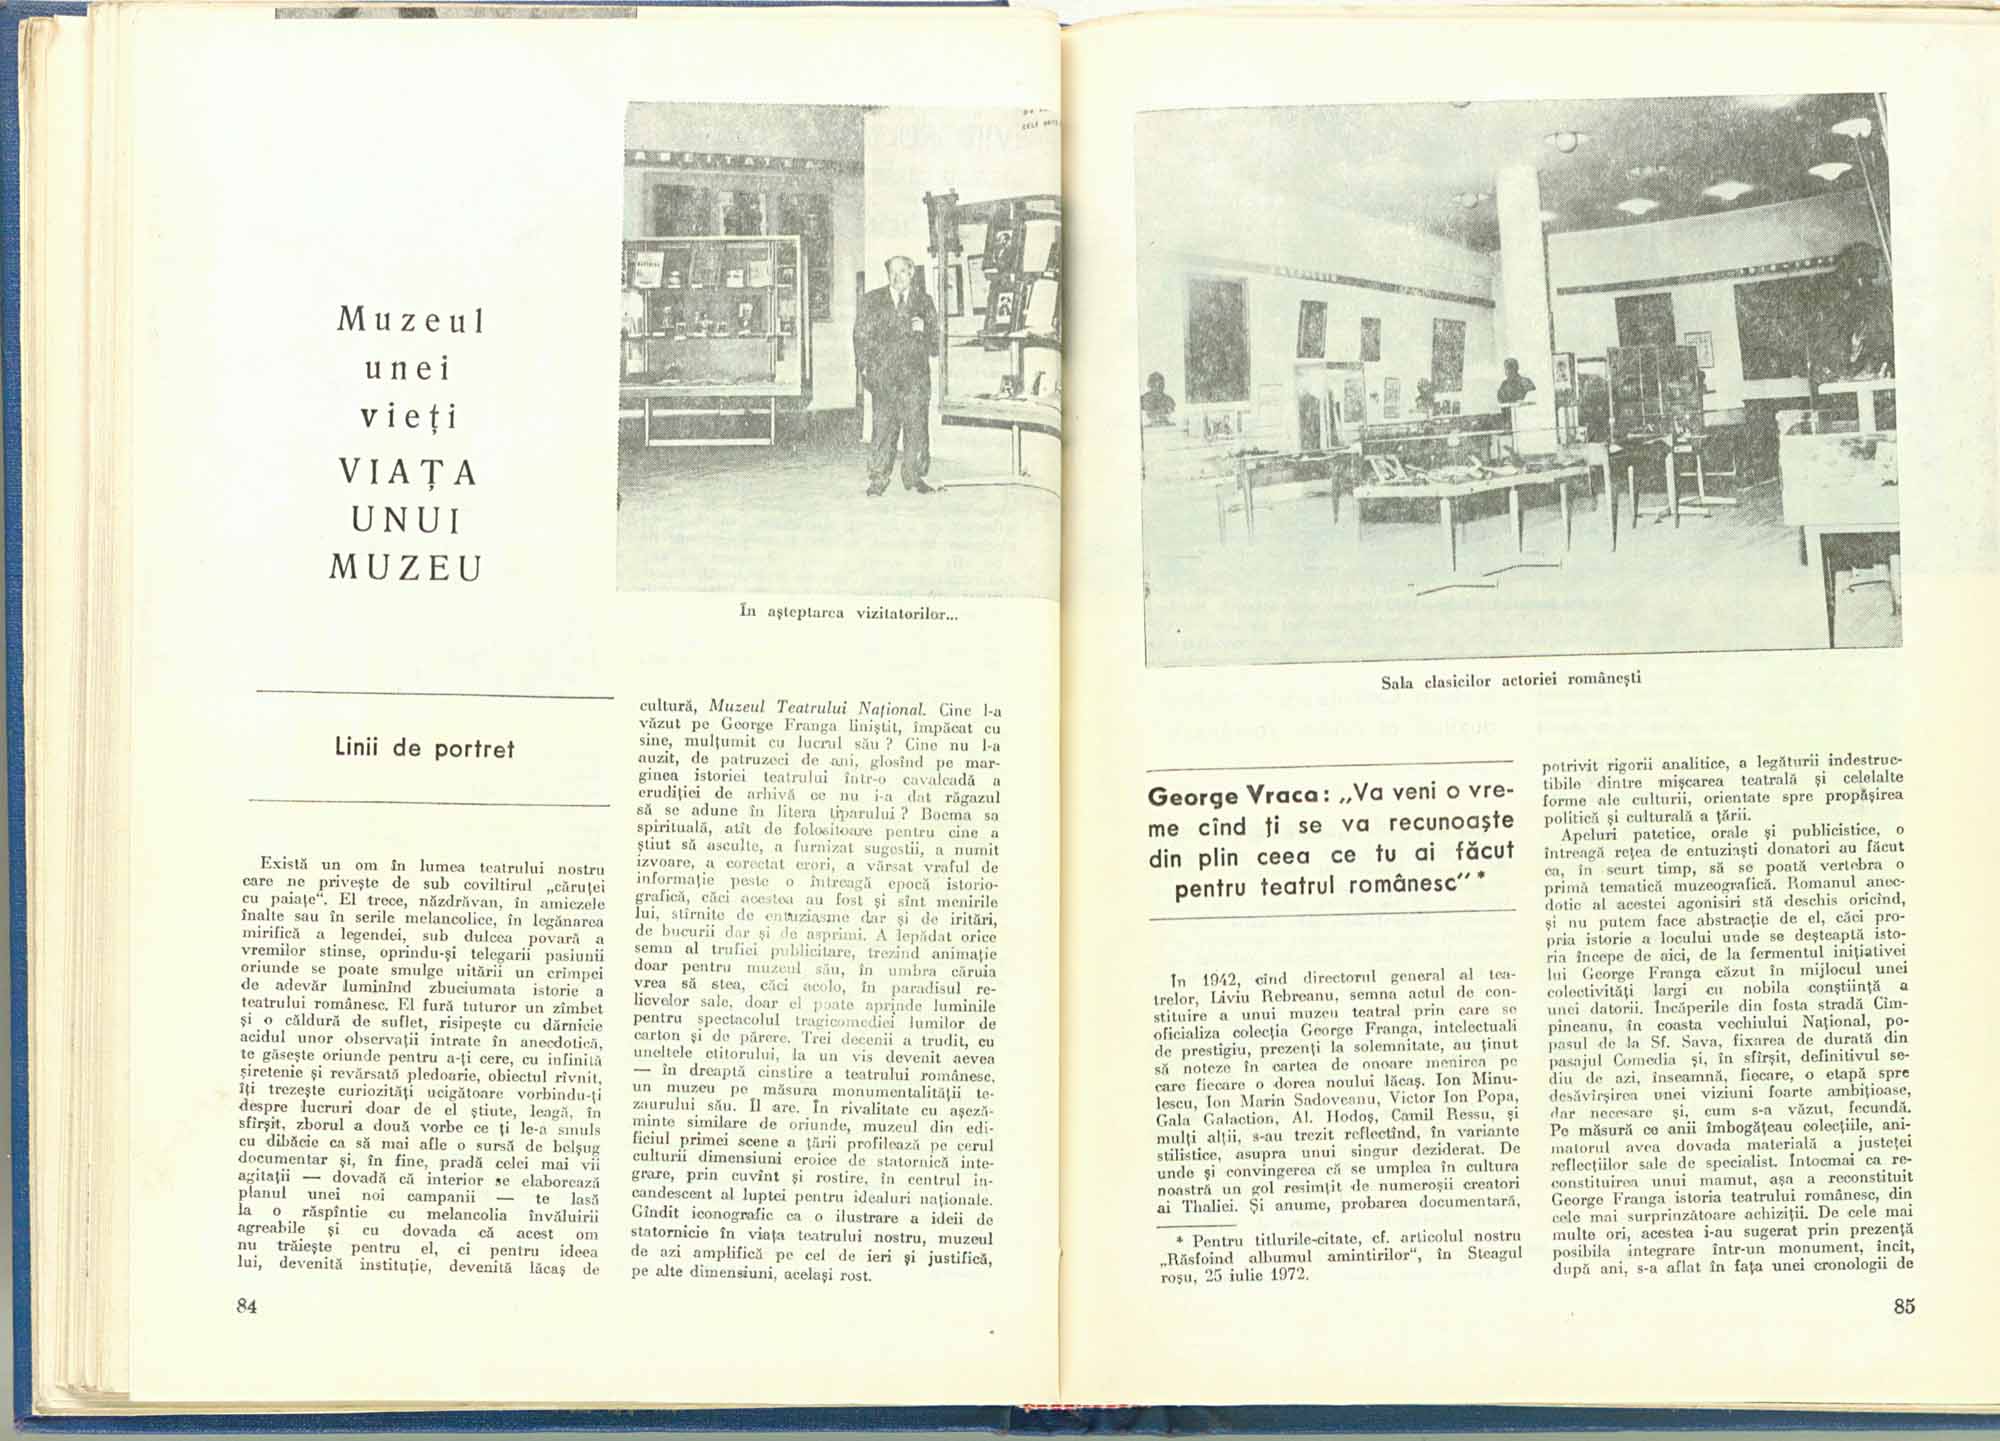 Muzeul
unei
vieți
VIAȚA
UNUI
MUZEU
În așteptarea vizitatorilor...
Linii de portret
Există un om în lumea teatrului nostru
care ne privește de sub coviltirul „căruței
cu paiațe“. El trece, năzdrăvan, în amiezele
înalte sau în serile melancolice, în legănarea
mirifică a legendei, sub dulcea povară a
vremilor stinse, oprindu-și telegarii pasiunii
oriunde se poate smulge uitării un crîmpei
de adevăr luminînd zbuciumata istorie a
teatrului românesc. El fură tuturor un zîmbet
și o căldură de suflet, risipește cu dărnicie
acidul unor observații intrate în anecdotică,
te găsește oriunde pentru a-ți cere, cu infinită
șiretenie și revărsată pledoarie, obiectul rîvnit,
îți trezește curiozități ucigătoare vorbindu-ți
despre lucruri doar de el știute, leagă, în
sfîrșit, zborul a două vorbe ce ți le-a smuls
cu dibăcie ca să mai afle o sursă de belșug
documentar și, în fine, pradă celei mai vii
agitații — dovadă că interior se elaborează
planul unei noi campanii — te lasă
la o răspîntie cu melancolia învăluirii
agreabile și cu dovada că acest om
nu trăiește pentru el, ci pentru ideea
lui, devenită instituție, devenită lăcaș de
cultură, Muzeul Teatrului Național. Cine l-a
văzut pe George Franga liniștit, împăcat cu
sine, mulțumit cu lucrul său ? Cine nu l-a
auzit, de patruzeci de ani, glosînd pe mar-
ginea istoriei teatrului într-o cavalcadă a
erudiției de arhivă ce nu i-a dat răgazul
să se adune în litera tiparului ? Boema sa
spirituală, atît de folositoare pentru cine a
știut să asculte, a furnizat sugestii, a numit
izvoare, a corectat erori, a vărsat vraful de
informație peste o întreagă epocă istorio-
grafică, căci acestea au fost și sînt menirile
lui, stîrnite de entuziasme dar și de iritări,
de bucurii dar și de asprimi. A lepădat orice
semn al trufiei publicitare, trezind animație
doar pentru muzeul său, în umbra căruia
vrea să stea, căci acolo, în paradisul re-
licvelor sale, doar el poate aprinde luminile
pentru spectacolul tragicomediei lumilor de
carton și de părere. Trei decenii a trudit, cu
uneltele ctitorului, la un vis devenit aevea
— în dreaptă cinstire a teatrului românesc,
un muzeu pe măsura monumentalității te-
zaurului său. Îl are. În rivalitate cu așeză-
minte similare de oriunde, muzeul din edi-
ficiul primei scene a țării profilează pe cerul
culturii dimensiuni eroice de statornică inte-
grare, prin cuvînt și rostire, în centrul in-
candescent al luptei pentru idealuri naționale.
Gîndit iconografic ca o ilustrare a ideii de
statornicie în viața teatrului nostru, muzeul
de azi amplifică pe cel de ieri și justifică,
pe alte dimensiuni, același rost.
84
Sala clasicilor actoriei românești
George Vraca: „Va veni o vre-
me cînd ți se va recunoaște
din plin ceea ce tu ai făcut
pentru teatrul românesc“ *
În 1942, cînd directorul general al tea-
trelor, Liviu Rebreanu, semna actul de con-
stituire a unui muzeu teatral prin care se
oficializa colecția George Franga, intelectuali
de prestigiu, prezenți la solemnitate, au ținut
să noteze în cartea de onoare menirea pe
care fiecare o dorea noului lăcaș. Ion Minu-
lescu, Ion Marin Sadoveanu, Victor Ion Popa,
Gala Galaction, Al. Hodoș, Camil Ressu, și
mulți alții, s-au trezit reflectînd, în variante
stilistice, asupra unui singur deziderat. De
unde și convingerea că se umplea în cultura
noastră un gol resimțit de numeroșii creatori
ai Thaliei. Și anume, probarea documentară,
* Pentru titlurile-citate, cf. articolul nostru
„Răsfoind albumul amintirilor“, în Steagul
roșu, 25 iulie 1972.
potrivit rigorii analitice, a legăturii indestruc-
tibile dintre mișcarea teatrală și celelalte
forme ale culturii, orientate spre propășirea
politică și culturală a țării.
Apeluri patetice, orale și publicistice, o
întreagă rețea de entuziaști donatori au făcut
ca, în scurt timp, să se poată vertebra o
primă tematică muzeografică. Romanul anec-
dotic al acestei agonisiri stă deschis oricînd,
și nu putem face abstracție de el, căci pro-
pria istorie a locului unde se deșteaptă isto-
ria începe de aici, de la fermentul inițiativei
lui George Franga căzut în mijlocul unei
colectivități largi cu nobila conștiință a
unei datorii. Încăperile din fosta stradă Cîm-
pineanu, în coasta vechiului Național, po-
pasul de la Sf. Sava, fixarea de durată din
pasajul Comedia și, în sfîrșit, definitivul se-
diu de azi, înseamnă, fiecare, o etapă spre
desăvîrșirea unei viziuni foarte ambițioase,
dar necesare și, cum s-a văzut, fecundă.
Pe măsură ce anii îmbogățeau colecțiile, ani-
matorul avea dovada materială a justeței
reflecțiilor sale de specialist. Întocmai ca re-
constituirea unui mamut, așa a reconstituit
George Franga istoria teatrului românesc, din
cele mai surprinzătoare achiziții. De cele mai
multe ori, acestea i-au sugerat prin prezență
posibila integrare într-un monument, încît,
după ani, s-a aflat în fața unei cronologii de
85